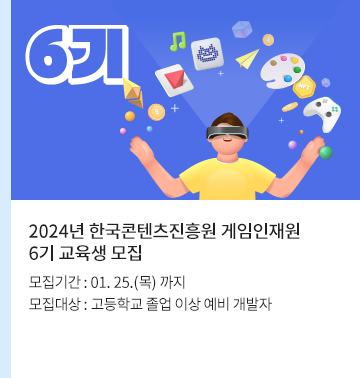 6기
2024년 한국콘텐츠진흥원 게임인재원
6기 교육생 모집
모집기간 : 01. 25.(목) 까지
모집대상 : 고등학교 졸업 이상 예비 개발자